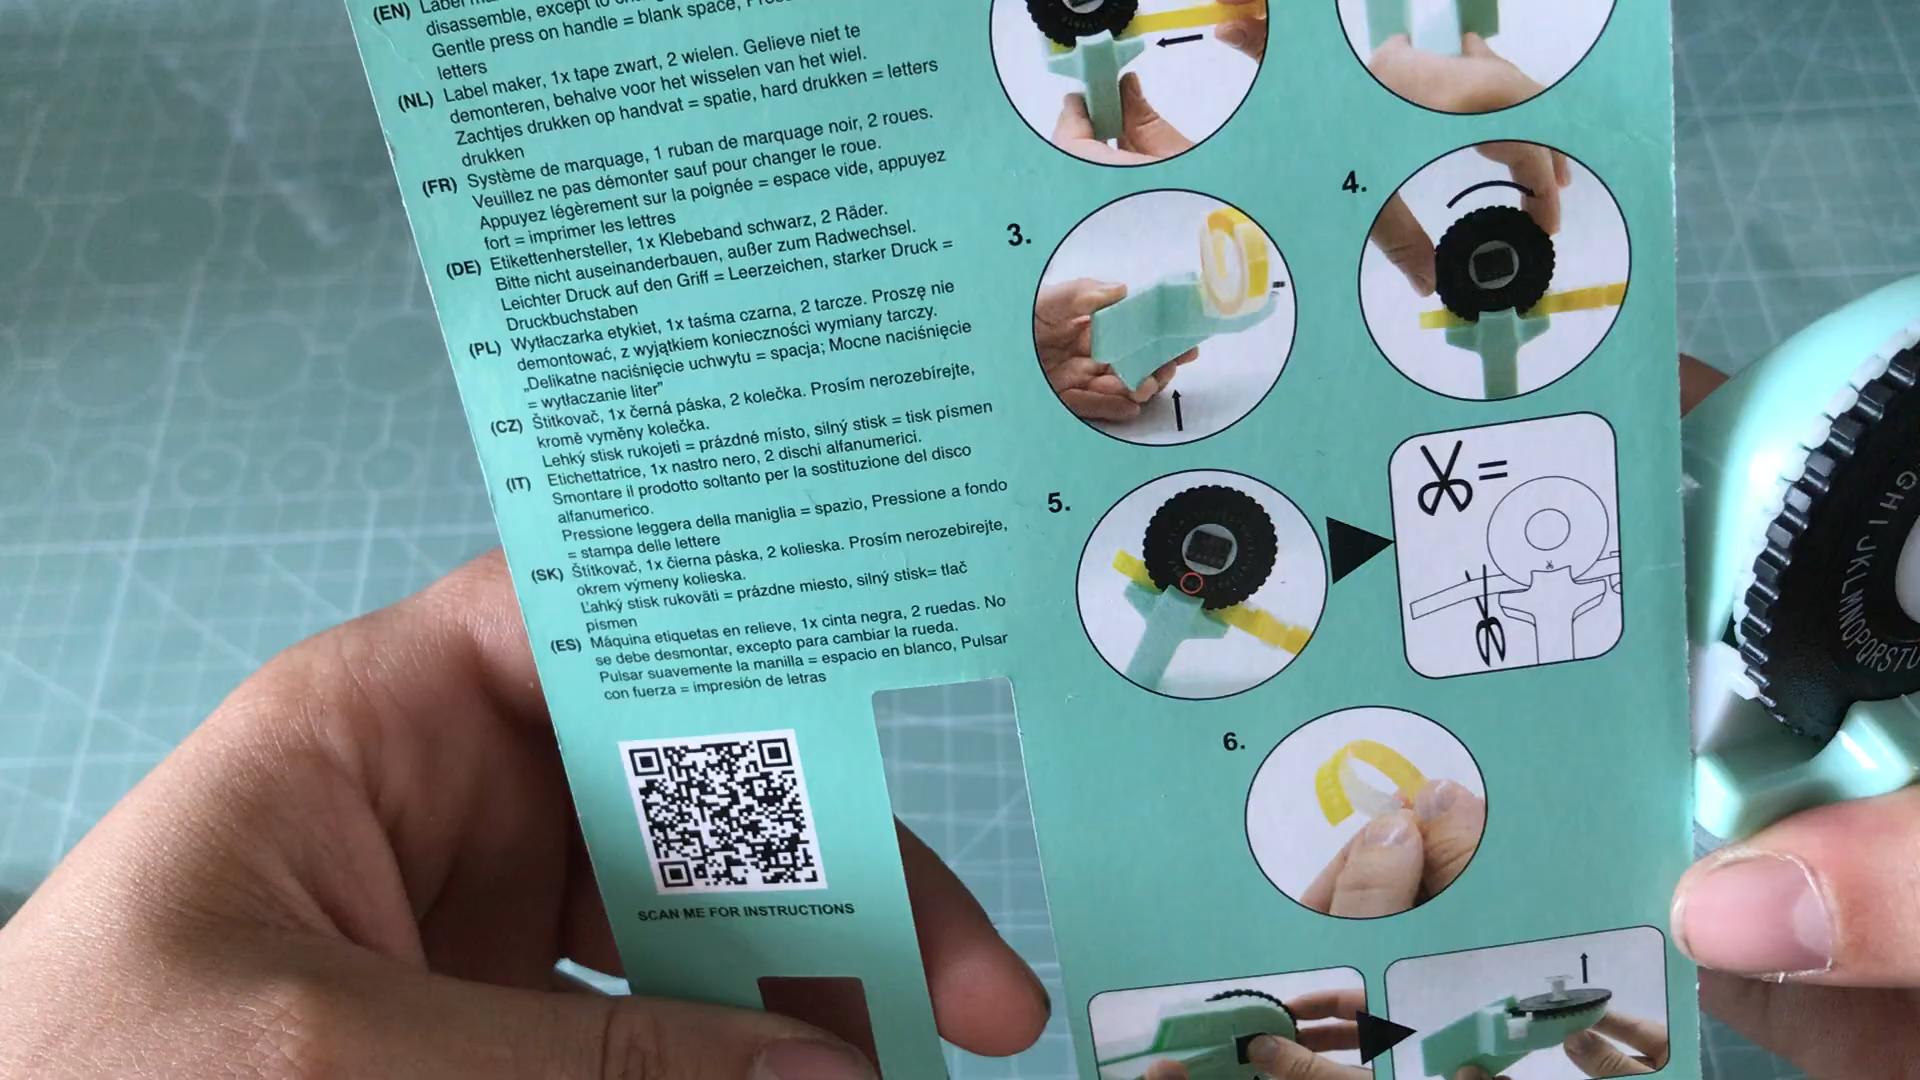 (EN) Label
disassemble, except to
Gentle press on handle = blank space,
letters
(NL) Label maker, 1x tape zwart, 2 wielen. Gelieve niet te
demonteren, behalve voor het wisselen van het wiel.
Zachtjes drukken op handvat = spatie, hard drukken = letters
drukken
(FR) Système de marquage, 1 ruban de marquage noir, 2 roues.
Veuillez ne pas démonter sauf pour changer le roue.
Appuyez légèrement sur la poignée = espace vide, appuyez
fort = imprimer les lettres
(DE) Etikettenhersteller, 1x Klebeband schwarz, 2 Räder.
Bitte nicht auseinanderbauen, außer zum Radwechsel.
Leichter Druck auf den Griff = Leerzeichen, starker Druck =
Druckbuchstaben
(PL) Wytłaczarka etykiet, 1x taśma czarna, 2 tarcze. Proszę nie
demontować, z wyjątkiem konieczności wymiany tarczy.
„Delikatne naciśnięcie uchwytu = spacja; Mocne naciśnięcie
= wytłaczanie liter”
(CZ) Štítkovač, 1x černá páska, 2 kolečka. Prosím nerozebírejte,
kromě vyměny kolečka.
Lehký stisk rukojeti = prázdné místo, silný stisk = tisk písmen
(IT) Etichettatrice, 1x nastro nero, 2 dischi alfanumerici.
Smontare il prodotto soltanto per la sostituzione del disco
alfanumerico.
Pressione leggera della maniglia = spazio, Pressione a fondo
= stampa delle lettere
(SK) Štítkovač, 1x čierna páska, 2 kolieska. Prosím nerozebirejte,
okrem výmeny kolieska.
Ľahký stisk rukoväti = prázdne miesto, silný stisk= tlač
pismen
(ES) Máquina etiquetas en relieve, 1x cinta negra, 2 ruedas. No
se debe desmontar, excepto para cambiar la rueda.
Pulsar suavemente la manilla = espacio en blanco, Pulsar
con fuerza = impresión de letras
SCAN ME FOR INSTRUCTIONS
3.
4.
5.
=
6.
GHIJKLMNOPQRSTU